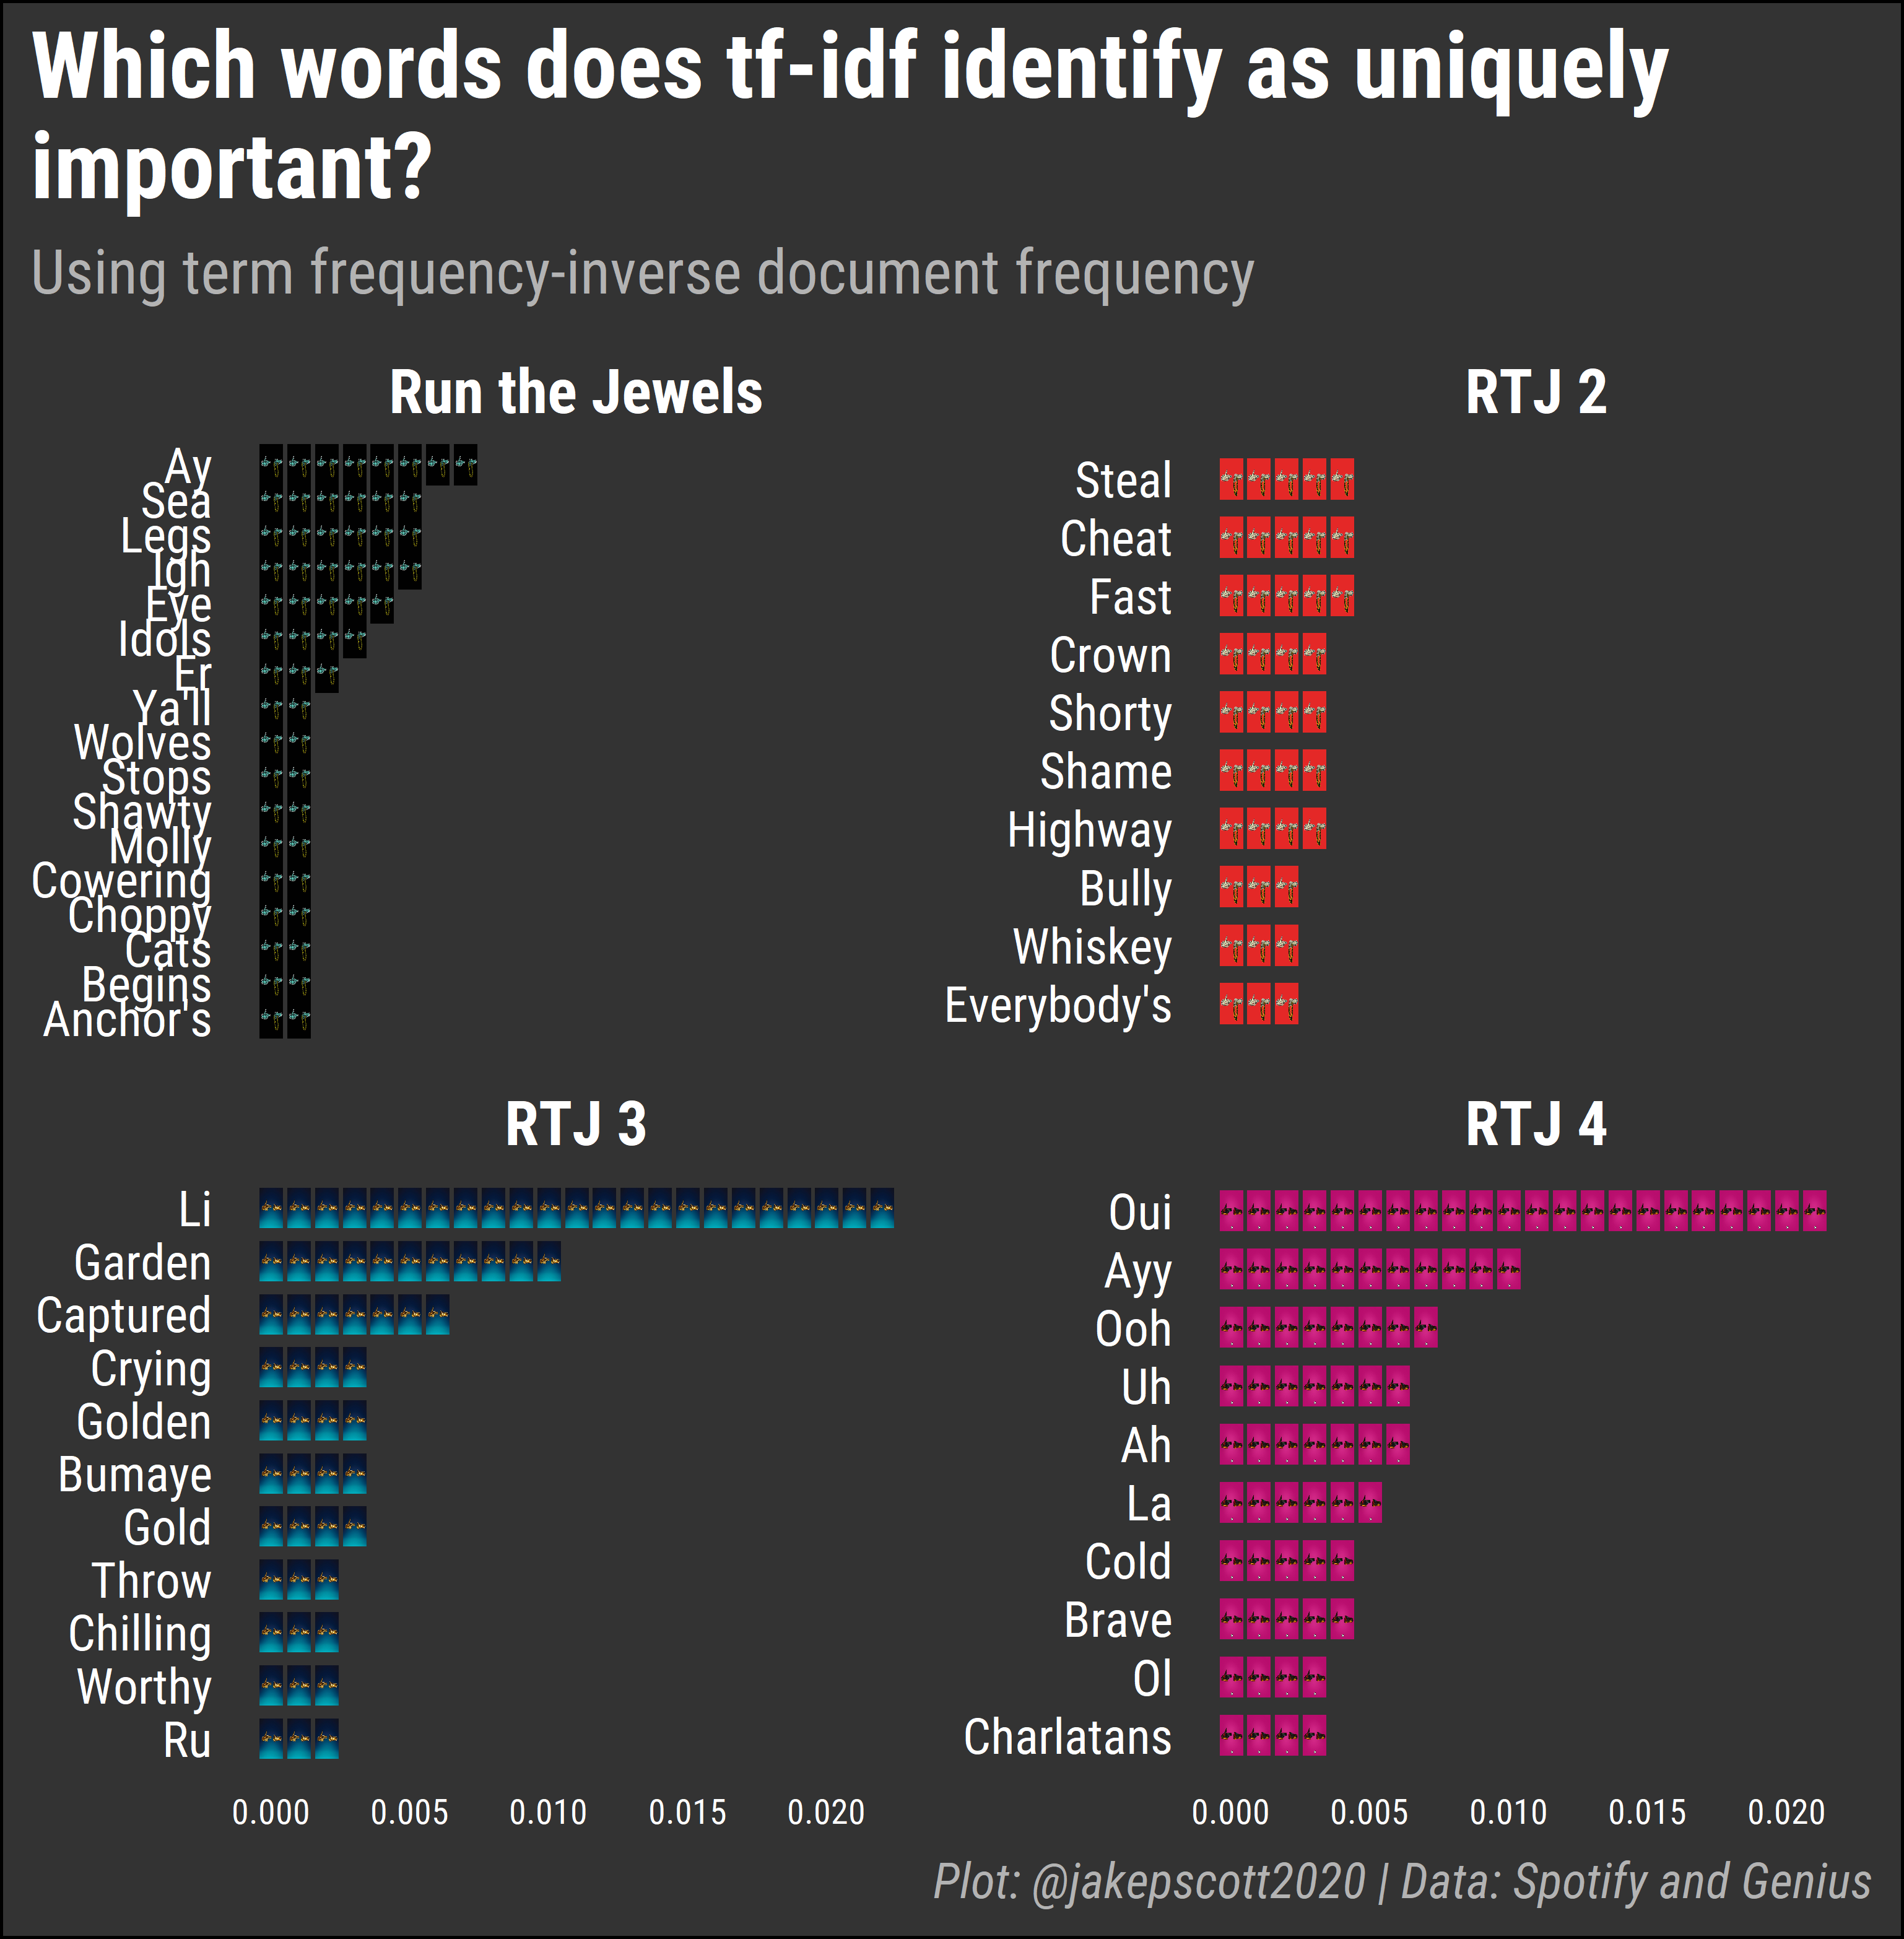 Which words does tf-idf identify as uniquely
important?
Using term frequency-inverse document frequency
Run the Jewels
Ay
Sea
Legs
Igh
Eye
Idols
Er
Ya'll
Wolves
Stops
Shawty
Molly
Cowering
Choppy
Cats
Begins
Anchor's
RTJ 2
Steal
Cheat
Fast
Crown
Shorty
Shame
Highway
Bully
Whiskey
Everybody's
RTJ 3
Li
Garden
Captured
Crying
Golden
Bumaye
Gold
Throw
Chilling
Worthy
Ru
0.000 0.005 0.010 0.015 0.020
RTJ 4
Oui
Ayy
Ooh
Uh
Ah
La
Cold
Brave
Ol
Charlatans
0.000 0.005 0.010 0.015 0.020
Plot: @jakepscott2020 | Data: Spotify and Genius